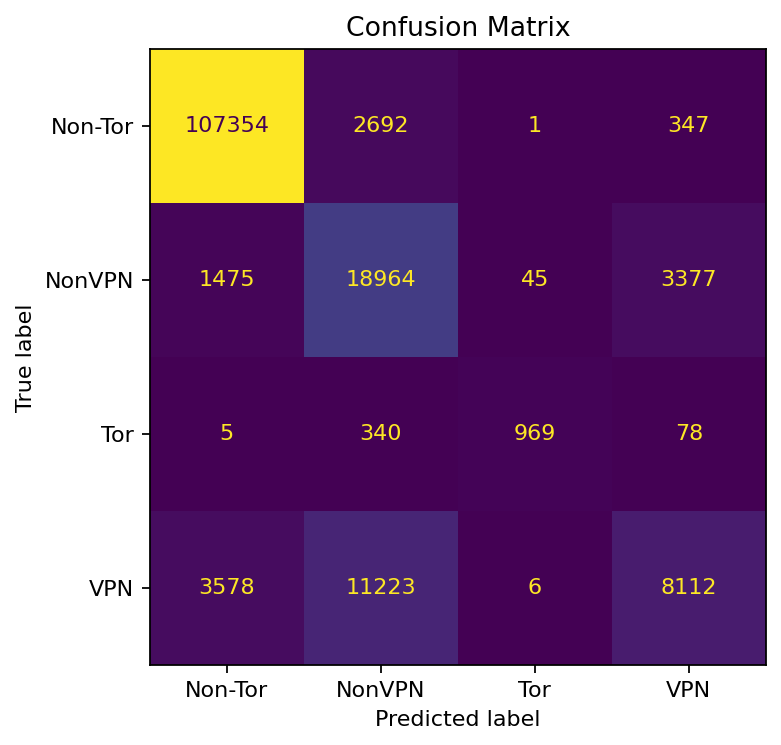 Confusion Matrix
Non-Tor 107354 2692 1 347
NonVPN 1475 18964 45 3377
Tor 5 340 969 78
VPN 3578 11223 6 8112
Non-Tor NonVPN Tor VPN
Predicted label
True label